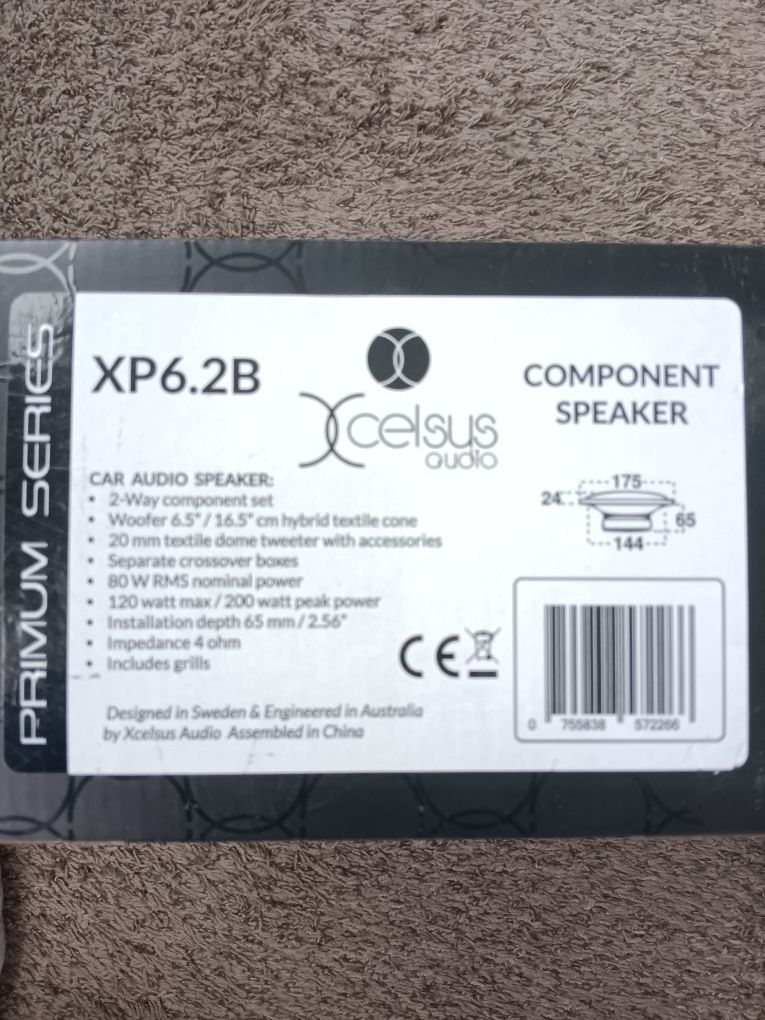 PRIMUM SERIES
XP6.2B
Xcelsus
audio
COMPONENT
SPEAKER
CAR AUDIO SPEAKER:
• 2-Way component set
• Woofer 6.5" / 16.5" cm hybrid textile cone
• 20 mm textile dome tweeter with accessories
• Separate crossover boxes
• 80 W RMS nominal power
• 120 watt max / 200 watt peak power
• Installation depth 65 mm / 2.56"
• Impedance 4 ohm
• Includes grills
175
24
65
144
CE
Designed in Sweden & Engineered in Australia
by Xcelsus Audio Assembled in China
0 755838 572266